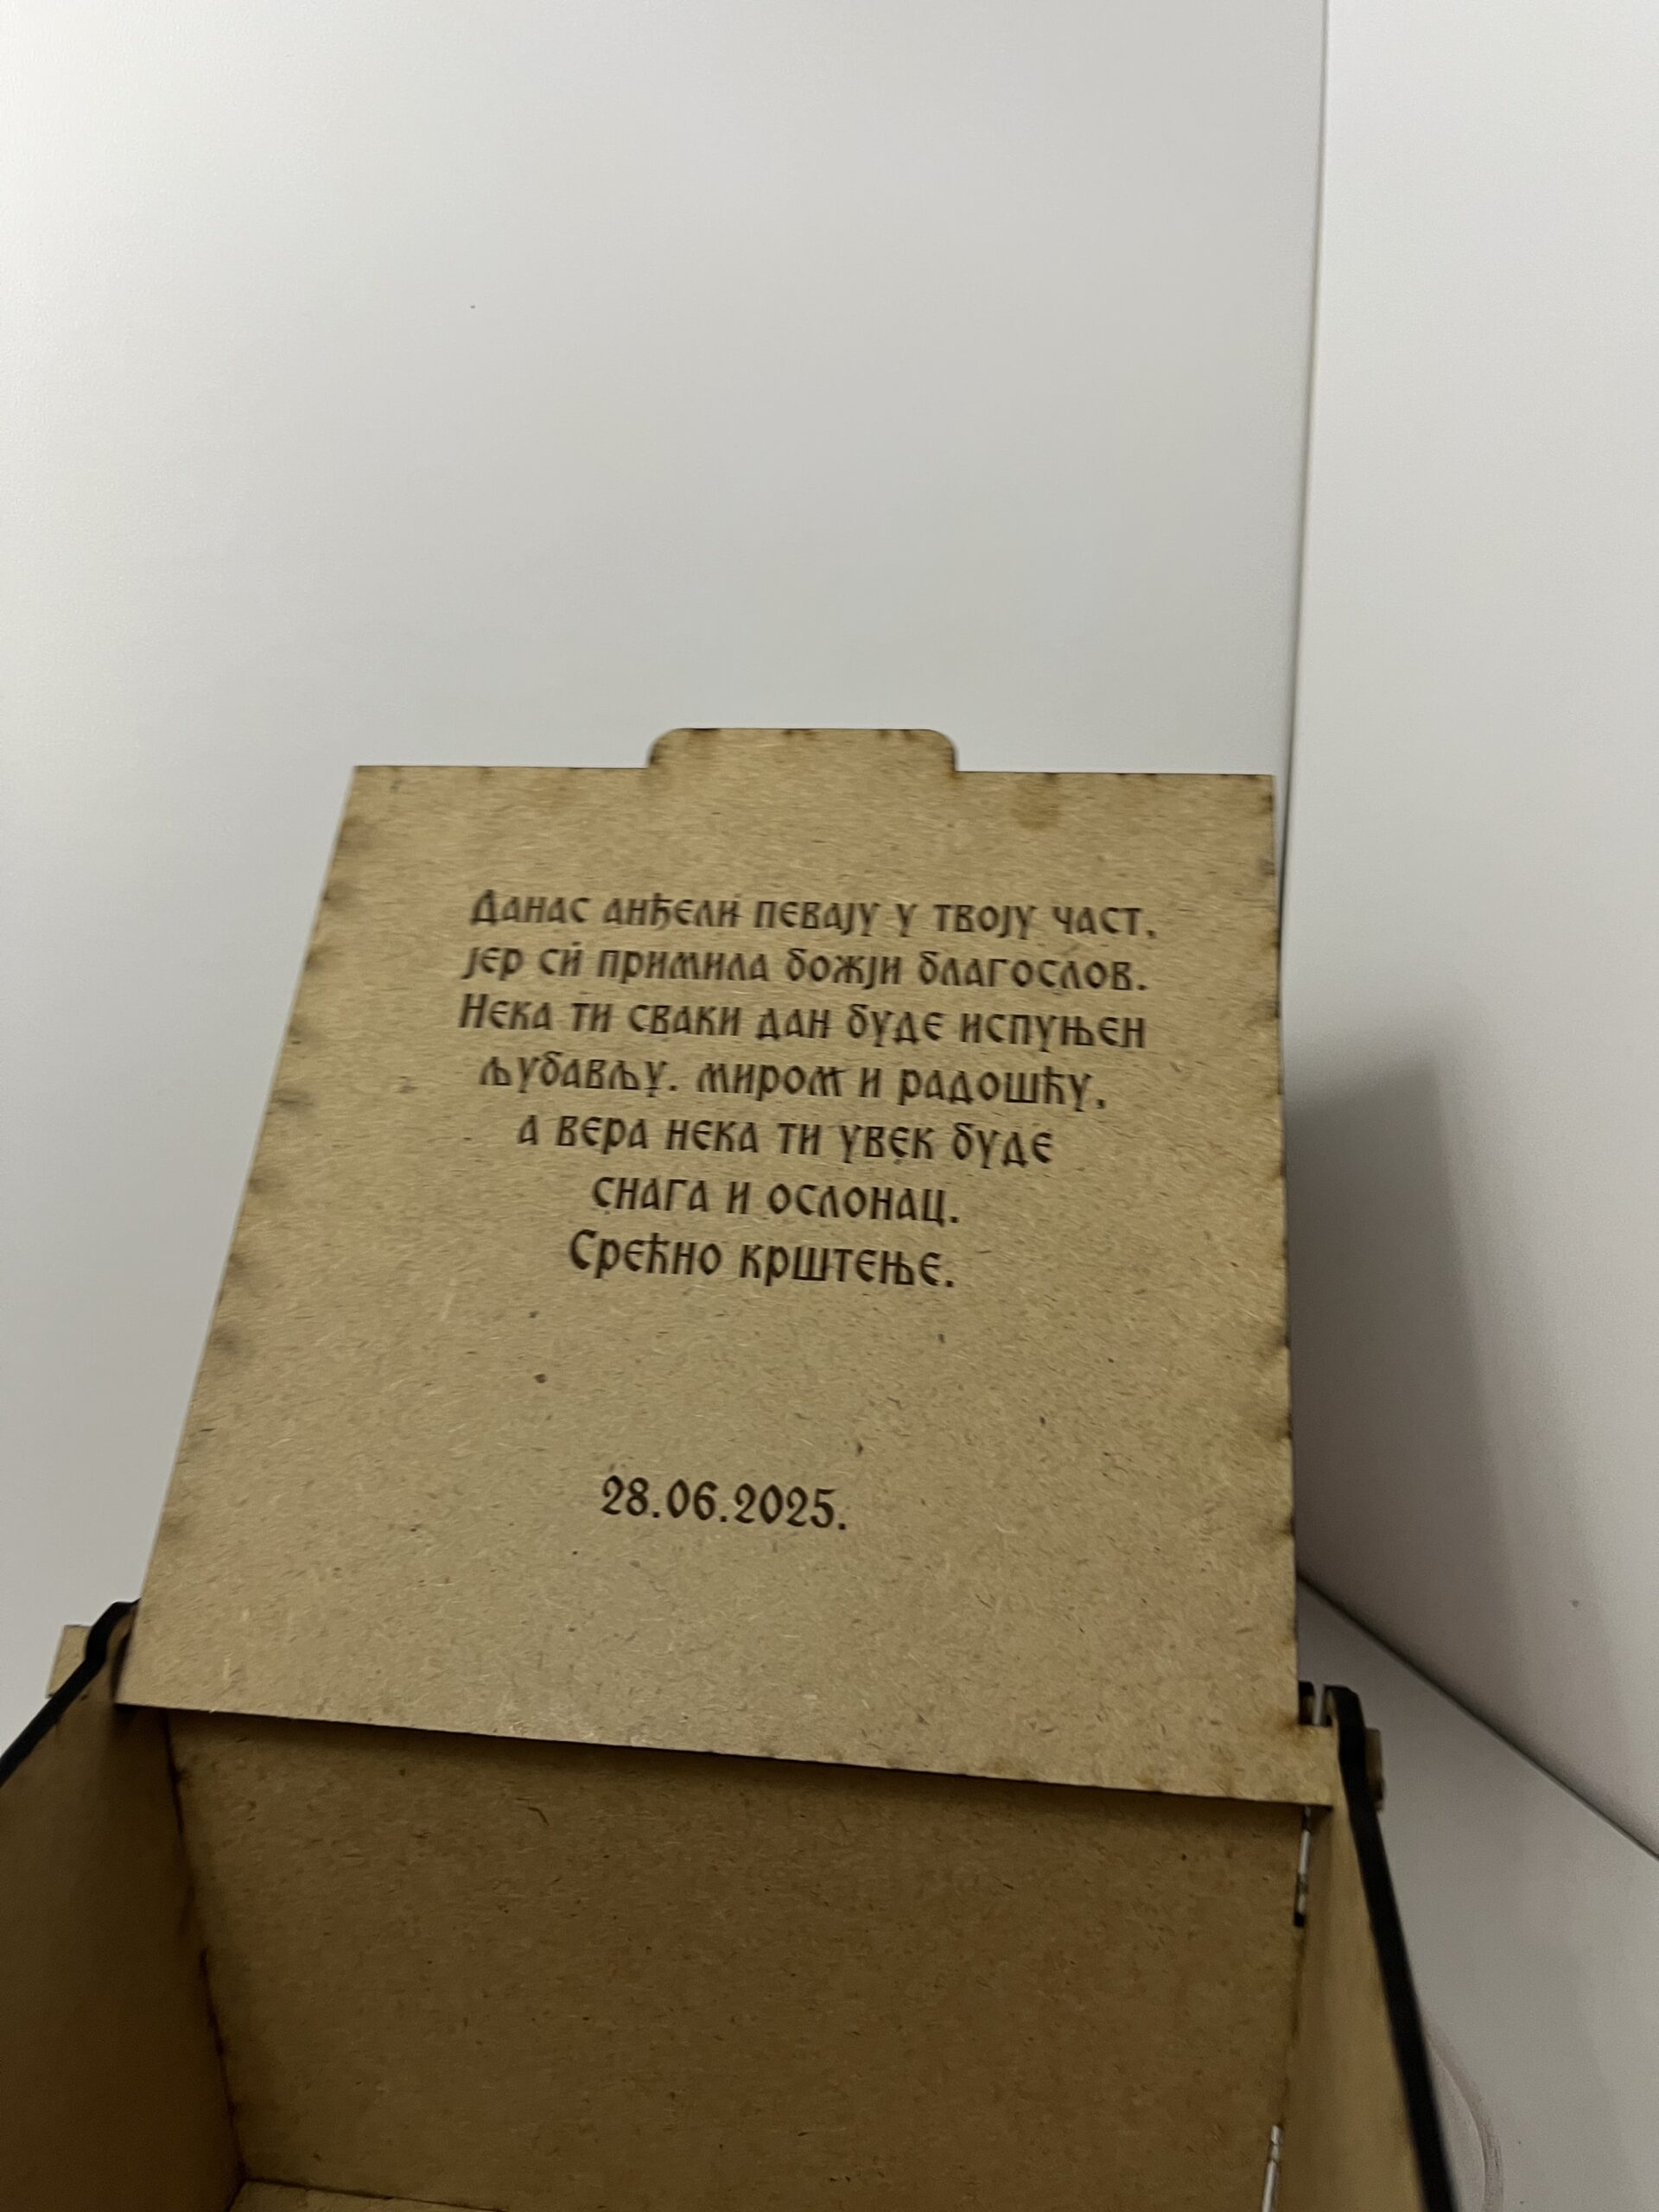 Данас анђели певају у твоју част,
јер си примила божји благослов.
Нека ти сваки дан буде испуњен
љубављу, миром и радошћу,
а вера нека ти увек буде
снага и ослонац.
Срећно крштење.
28.06.2025.